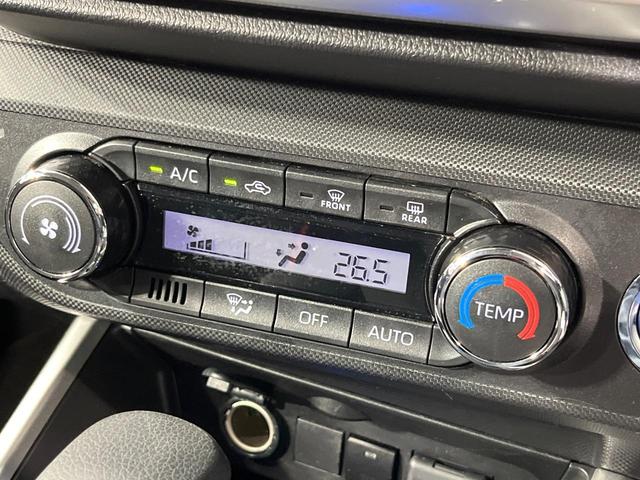 A/C
FRONT
REAR
26.5
OFF
AUTO
TEMP